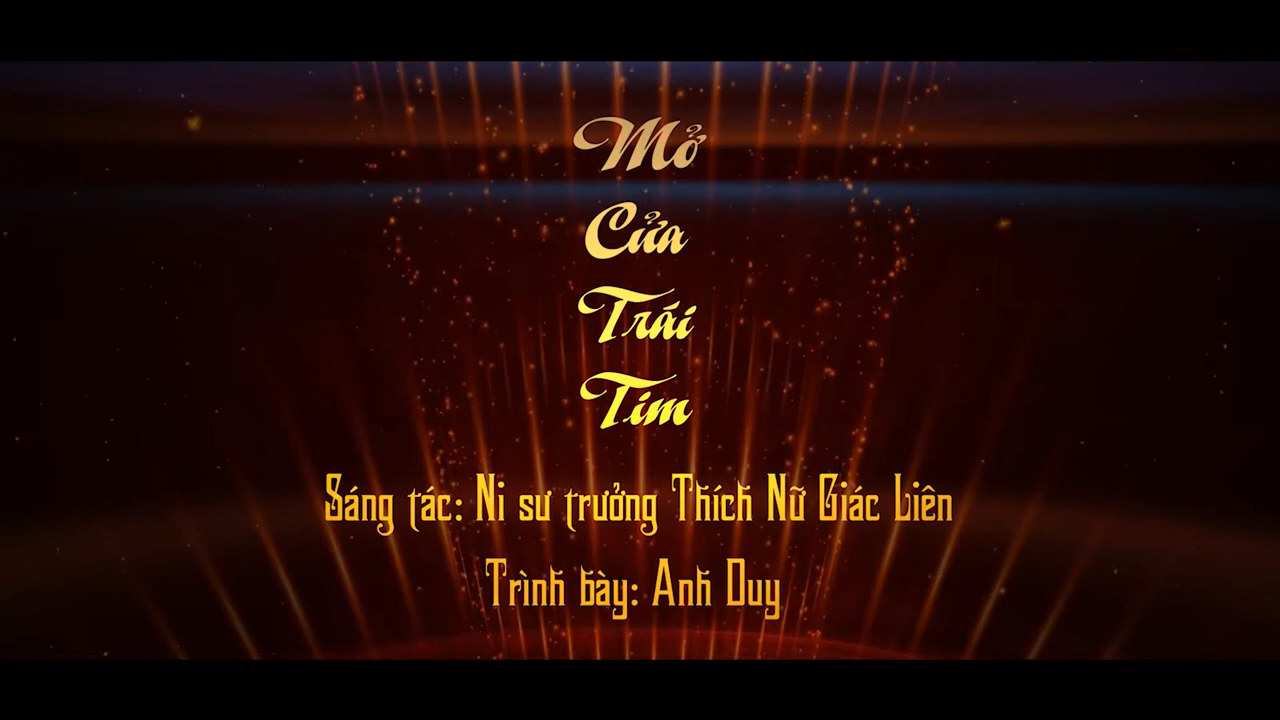 Mở
Cửa
Trái
Tim
Sáng tác: Ni sư trưởng Thích Nữ Giác Liên
Trình bày: Anh Duy